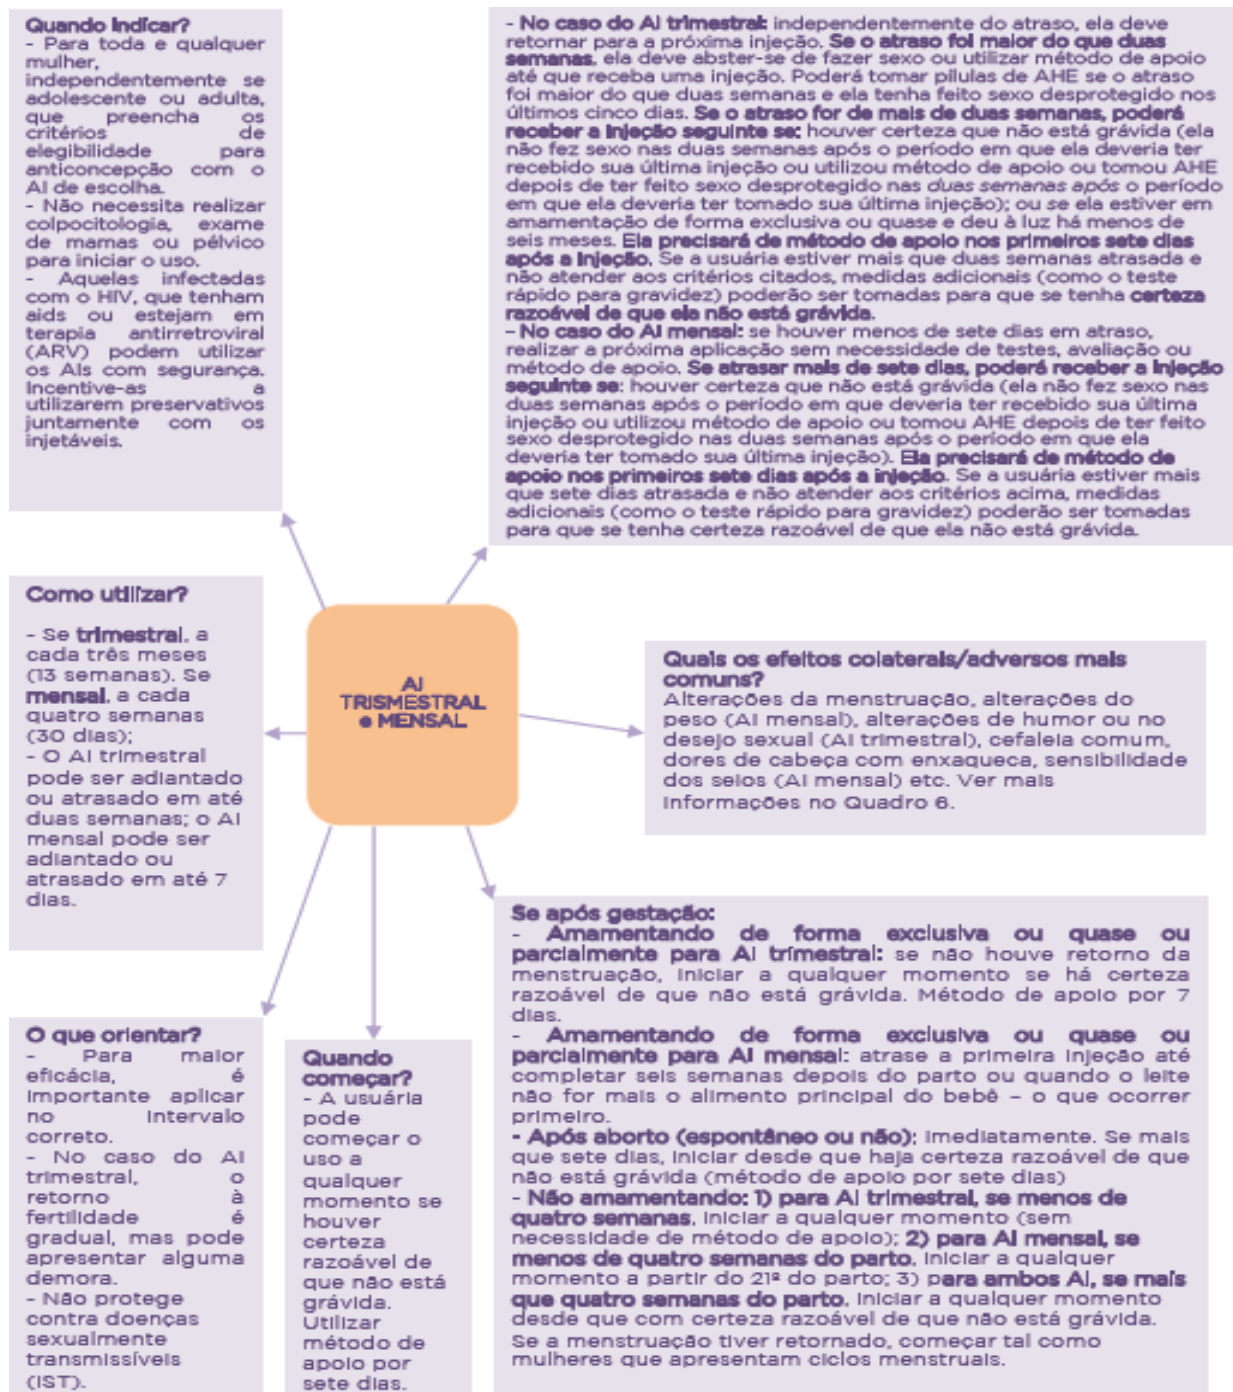 Quando indicar?
- Para toda e qualquer
mulher,
independentemente se
adolescente ou adulta,
que preencha os
critérios de
elegibilidade para
anticoncepção com o
AI de escolha.
- Não necessita realizar
colpocitologia, exame
de mamas ou pélvico
para iniciar o uso.
- Aquelas infectadas
com o HIV, que tenham
aids ou estejam em
terapia antirretroviral
(ARV) podem utilizar
os AIs com segurança.
Incentive-as a
utilizarem preservativos
juntamente com os
injetáveis.
- No caso do AI trimestral: independentemente do atraso, ela deve
retornar para a próxima injeção. Se o atraso foi maior do que duas
semanas, ela deve abster-se de fazer sexo ou utilizar método de apoio
até que receba uma injeção. Poderá tomar pílulas de AHE se o atraso
foi maior do que duas semanas e ela tenha feito sexo desprotegido nos
últimos cinco dias. Se o atraso for de mais de duas semanas, poderá
receber a injeção seguinte se: houver certeza que não está grávida (ela
não fez sexo nas duas semanas após o período em que ela deveria ter
recebido sua última injeção ou utilizou método de apoio ou tomou AHE
depois de ter feito sexo desprotegido nas duas semanas após o período
em que ela deveria ter tomado sua última injeção); ou se ela estiver em
amamentação de forma exclusiva ou quase e deu à luz há menos de
seis meses. Ela precisará de método de apoio nos primeiros sete dias
após a injeção. Se a usuária estiver mais que duas semanas atrasada e
não atender aos critérios citados, medidas adicionais (como o teste
rápido para gravidez) poderão ser tomadas para que se tenha certeza
razoável de que ela não está grávida.
- No caso do AI mensal: se houver menos de sete dias em atraso,
realizar a próxima aplicação sem necessidade de testes, avaliação ou
método de apoio. Se atrasar mais de sete dias, poderá receber a injeção
seguinte se: houver certeza que não está grávida (ela não fez sexo nas
duas semanas após o período em que deveria ter recebido sua última
injeção ou utilizou método de apoio ou tomou AHE depois de ter feito
sexo desprotegido nas duas semanas após o período em que ela
deveria ter tomado sua última injeção). Ela precisará de método de
apoio nos primeiros sete dias após a injeção. Se a usuária estiver mais
que sete dias atrasada e não atender aos critérios acima, medidas
adicionais (como o teste rápido para gravidez) poderão ser tomadas
para que se tenha certeza razoável de que ela não está grávida.
Como utilizar?
- Se trimestral, a
cada três meses
(13 semanas). Se
mensal, a cada
quatro semanas
(30 dias);
- O AI trimestral
pode ser adiantado
ou atrasado em até
duas semanas; o AI
mensal pode ser
adiantado ou
atrasado em até 7
dias.
AI
TRISMESTRAL
e MENSAL
Quais os efeitos colaterais/adversos mais
comuns?
Alterações da menstruação, alterações do
peso (AI mensal), alterações de humor ou no
desejo sexual (AI trimestral), cefaleia comum,
dores de cabeça com enxaqueca, sensibilidade
dos seios (AI mensal) etc. Ver mais
informações no Quadro 6.
O que orientar?
- Para maior
eficácia, é
importante aplicar
no intervalo
correto.
- No caso do AI
trimestral, o
retorno à
fertilidade é
gradual, mas pode
apresentar alguma
demora.
- Não protege
contra doenças
sexualmente
transmissíveis
(IST).
Quando
começar?
- A usuária
pode
começar o
uso a
qualquer
momento se
houver
certeza
razoável de
que não está
grávida.
Utilizar
método de
apoio por
sete dias.
Se após gestação:
- Amamentando de forma exclusiva ou quase ou
parcialmente para AI trimestral: se não houve retorno da
menstruação, iniciar a qualquer momento se há certeza
razoável de que não está grávida. Método de apoio por 7
dias.
- Amamentando de forma exclusiva ou quase ou
parcialmente para AI mensal: atrase a primeira injeção até
completar seis semanas depois do parto ou quando o leite
não for mais o alimento principal do bebê – o que ocorrer
primeiro.
- Após aborto (espontâneo ou não): imediatamente. Se mais
que sete dias, iniciar desde que haja certeza razoável de que
não está grávida (método de apoio por sete dias)
- Não amamentando: 1) para AI trimestral, se menos de
quatro semanas, iniciar a qualquer momento (sem
necessidade de método de apoio); 2) para AI mensal, se
menos de quatro semanas do parto, iniciar a qualquer
momento a partir do 21ª do parto; 3) para ambos AI, se mais
que quatro semanas do parto, iniciar a qualquer momento
desde que com certeza razoável de que não está grávida.
Se a menstruação tiver retornado, começar tal como
mulheres que apresentam ciclos menstruais.